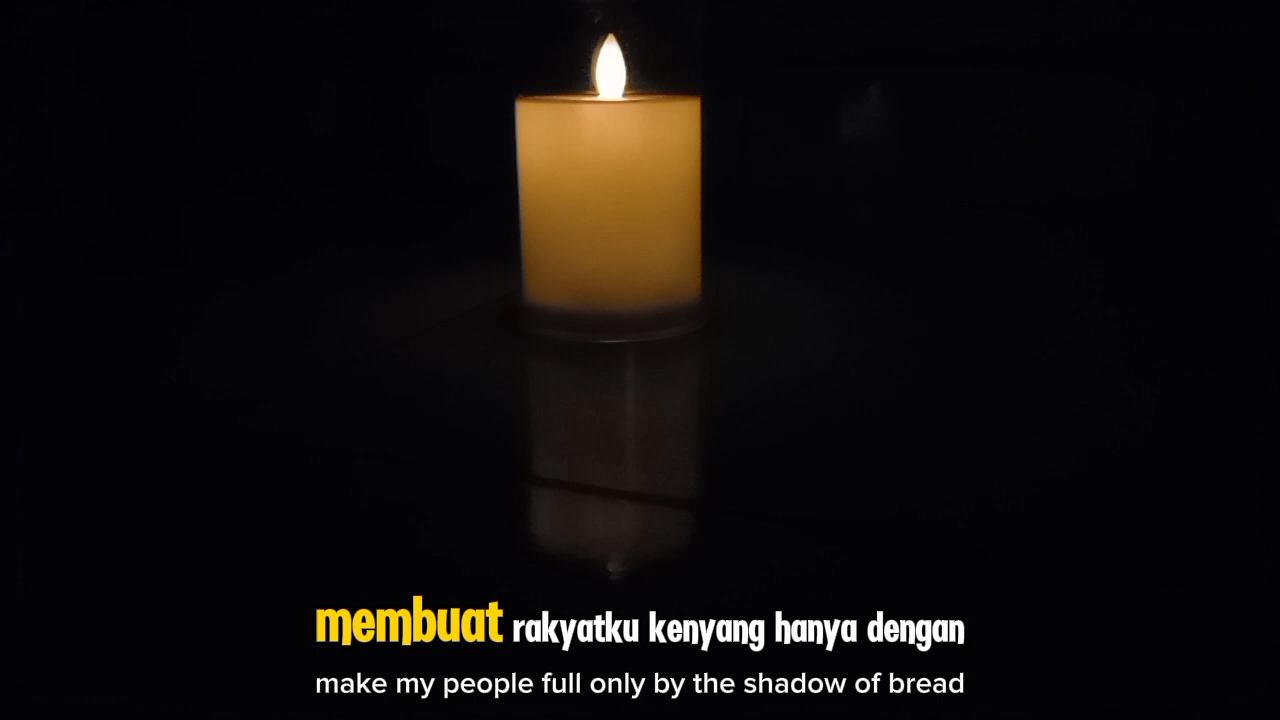 membuat rakyatku kenyang hanya dengan
make my people full only by the shadow of bread